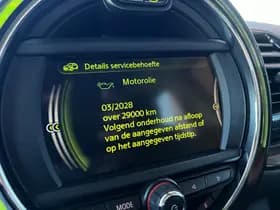 Details servicebehoefte
Motorolie
03/2028
over 29000 km
Volgend onderhoud na afloop
van de aangegeven afstand of
op het aangegeven tijdstip.
MODE